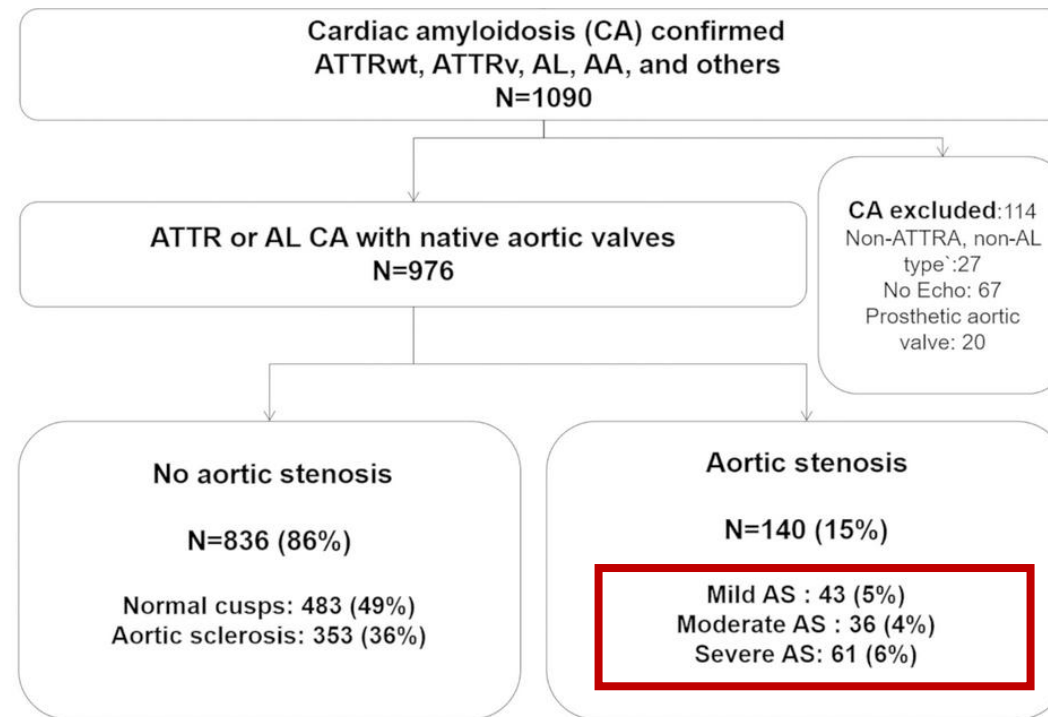 Cardiac amyloidosis (CA) confirmed
ATTRwt, ATTRv, AL, AA, and others
N=1090
CA excluded:114
Non-ATTRA, non-AL
type`:27
No Echo: 67
Prosthetic aortic
valve: 20
ATTR or AL CA with native aortic valves
N=976
No aortic stenosis
N=836 (86%)
Normal cusps: 483 (49%)
Aortic sclerosis: 353 (36%)
Aortic stenosis
N=140 (15%)
Mild AS : 43 (5%)
Moderate AS : 36 (4%)
Severe AS: 61 (6%)